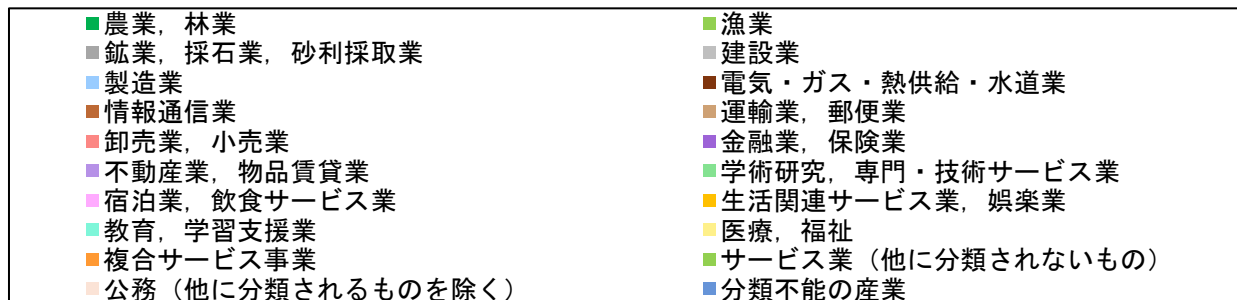 農業，林業
漁業
鉱業，採石業，砂利採取業
建設業
製造業
電気・ガス・熱供給・水道業
情報通信業
運輸業，郵便業
卸売業，小売業
金融業，保険業
不動産業，物品賃貸業
学術研究，専門・技術サービス業
宿泊業，飲食サービス業
生活関連サービス業，娯楽業
教育，学習支援業
医療，福祉
複合サービス事業
サービス業（他に分類されないもの）
公務（他に分類されるものを除く）
分類不能の産業